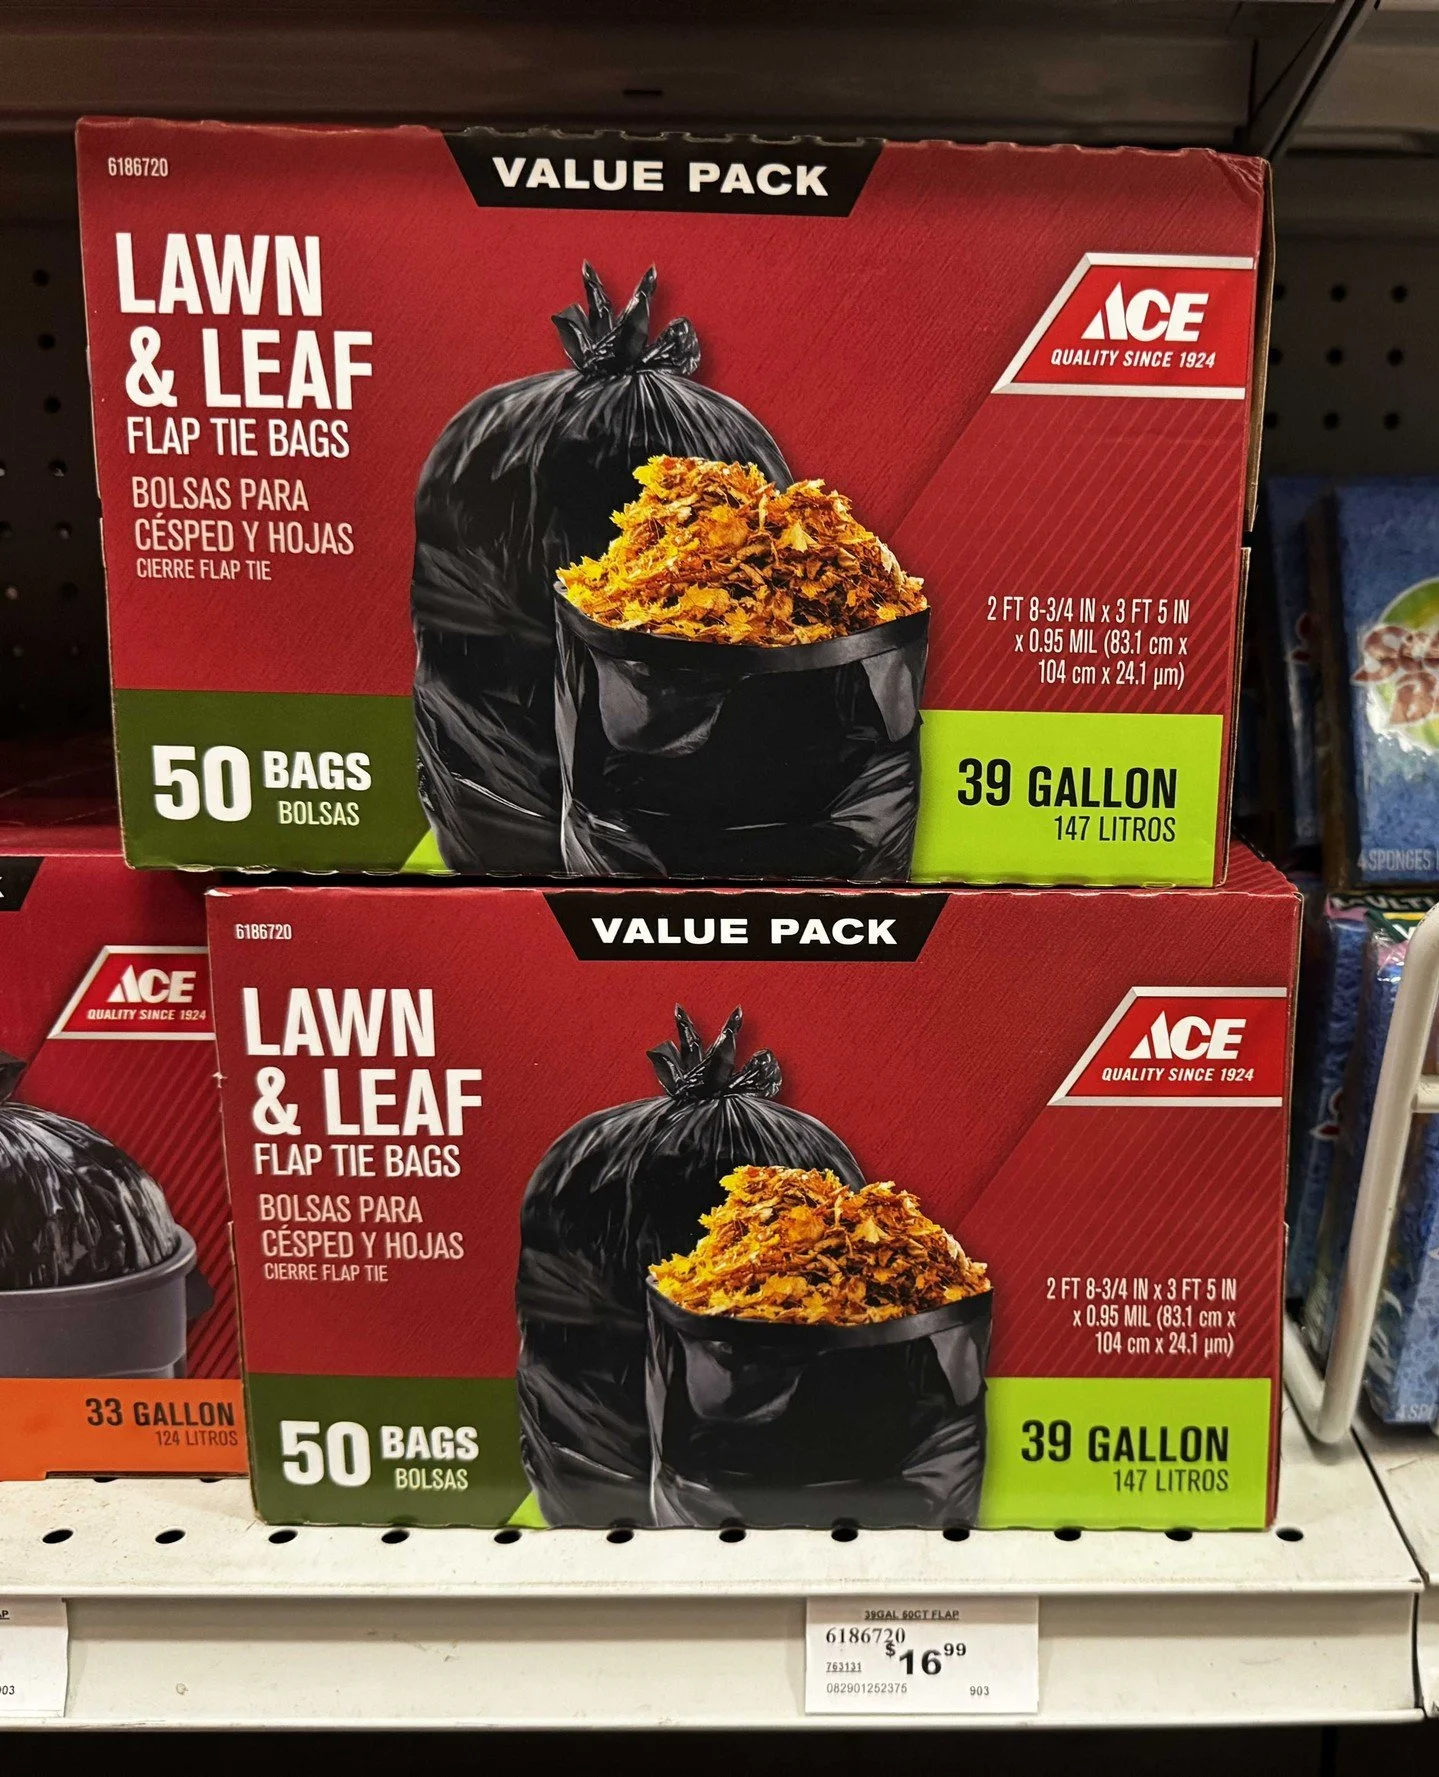 6186720
VALUE PACK
LAWN
& LEAF
FLAP TIE BAGS
BOLSAS PARA
CÉSPED Y HOJAS
CIERRE FLAP TIE
ACE
QUALITY SINCE 1924
2 FT 8-3/4 IN x 3 FT 5 IN
x 0.95 MIL (83.1 cm x
104 cm x 24.1 µm)
50 BAGS
BOLSAS
39 GALLON
147 LITROS
6186720
VALUE PACK
LAWN
& LEAF
FLAP TIE BAGS
BOLSAS PARA
CÉSPED Y HOJAS
CIERRE FLAP TIE
ACE
QUALITY SINCE 1924
2 FT 8-3/4 IN x 3 FT 5 IN
x 0.95 MIL (83.1 cm x
104 cm x 24.1 µm)
50 BAGS
BOLSAS
39 GALLON
147 LITROS
ACE
QUALITY SINCE 1924
33 GALLON
124 LITROS
4 SPONGES
39GAL 50CT FLAP
6186720
$16.99
763131
082901252375
903